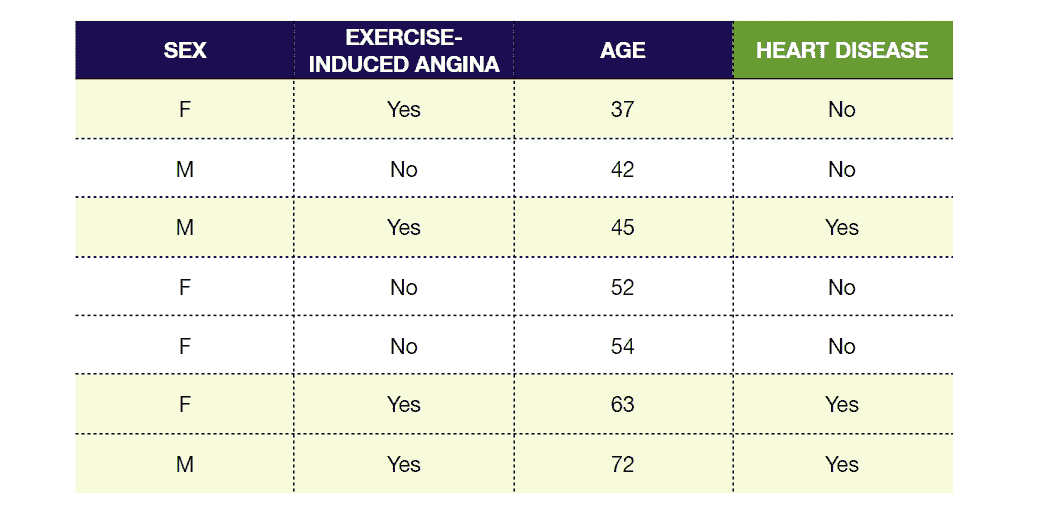 SEX EXERCISE-INDUCED ANGINA AGE HEART DISEASE
F Yes 37 No
M No 42 No
M Yes 45 Yes
F No 52 No
F No 54 No
F Yes 63 Yes
M Yes 72 Yes